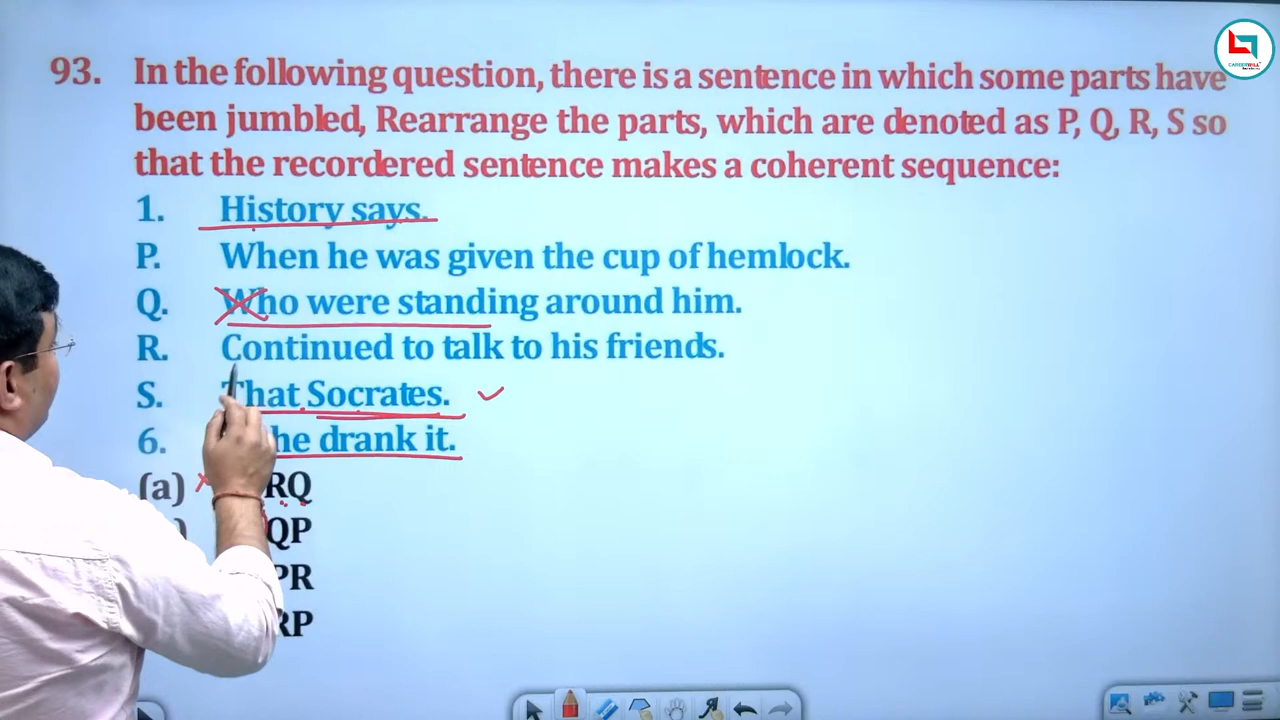 93. In the following question, there is a sentence in which some parts have
been jumbled, Rearrange the parts, which are denoted as P, Q, R, S so
that the recordered sentence makes a coherent sequence:
1. History says.
P. When he was given the cup of hemlock.
Q. Who were standing around him.
R. Continued to talk to his friends.
S. That Socrates.
6. he drank it.
(a) RQ
) QP
PR
RP